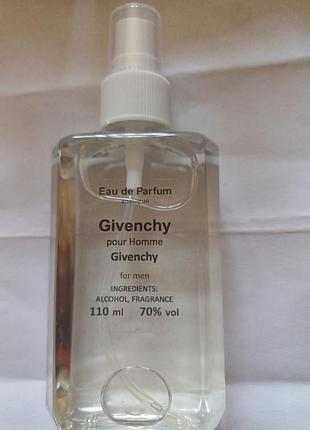 Eau de Parfum
Givenchy
pour Homme
Givenchy
for men
INGREDIENTS:
ALCOHOL, FRAGRANCE
110 ml 70% vol